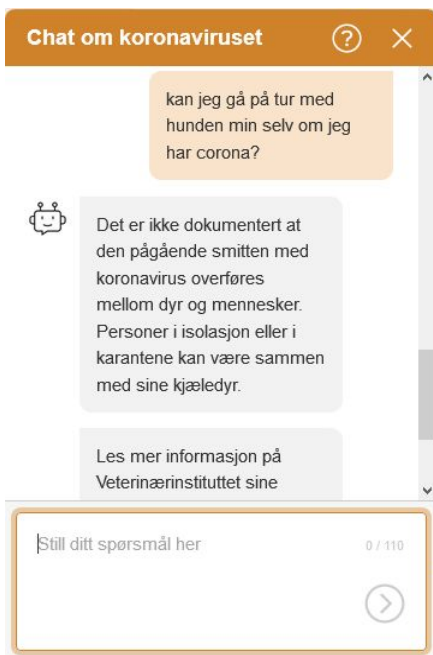 Chat om koronaviruset
kan jeg gå på tur med
hunden min selv om jeg
har corona?
Det er ikke dokumentert at
den pågående smitten med
koronavirus overføres
mellom dyr og mennesker.
Personer i isolasjon eller i
karantene kan være sammen
med sine kjæledyr.
Les mer informasjon på
Veterinærinstituttet sine
Still ditt spørsmål her
0 / 110